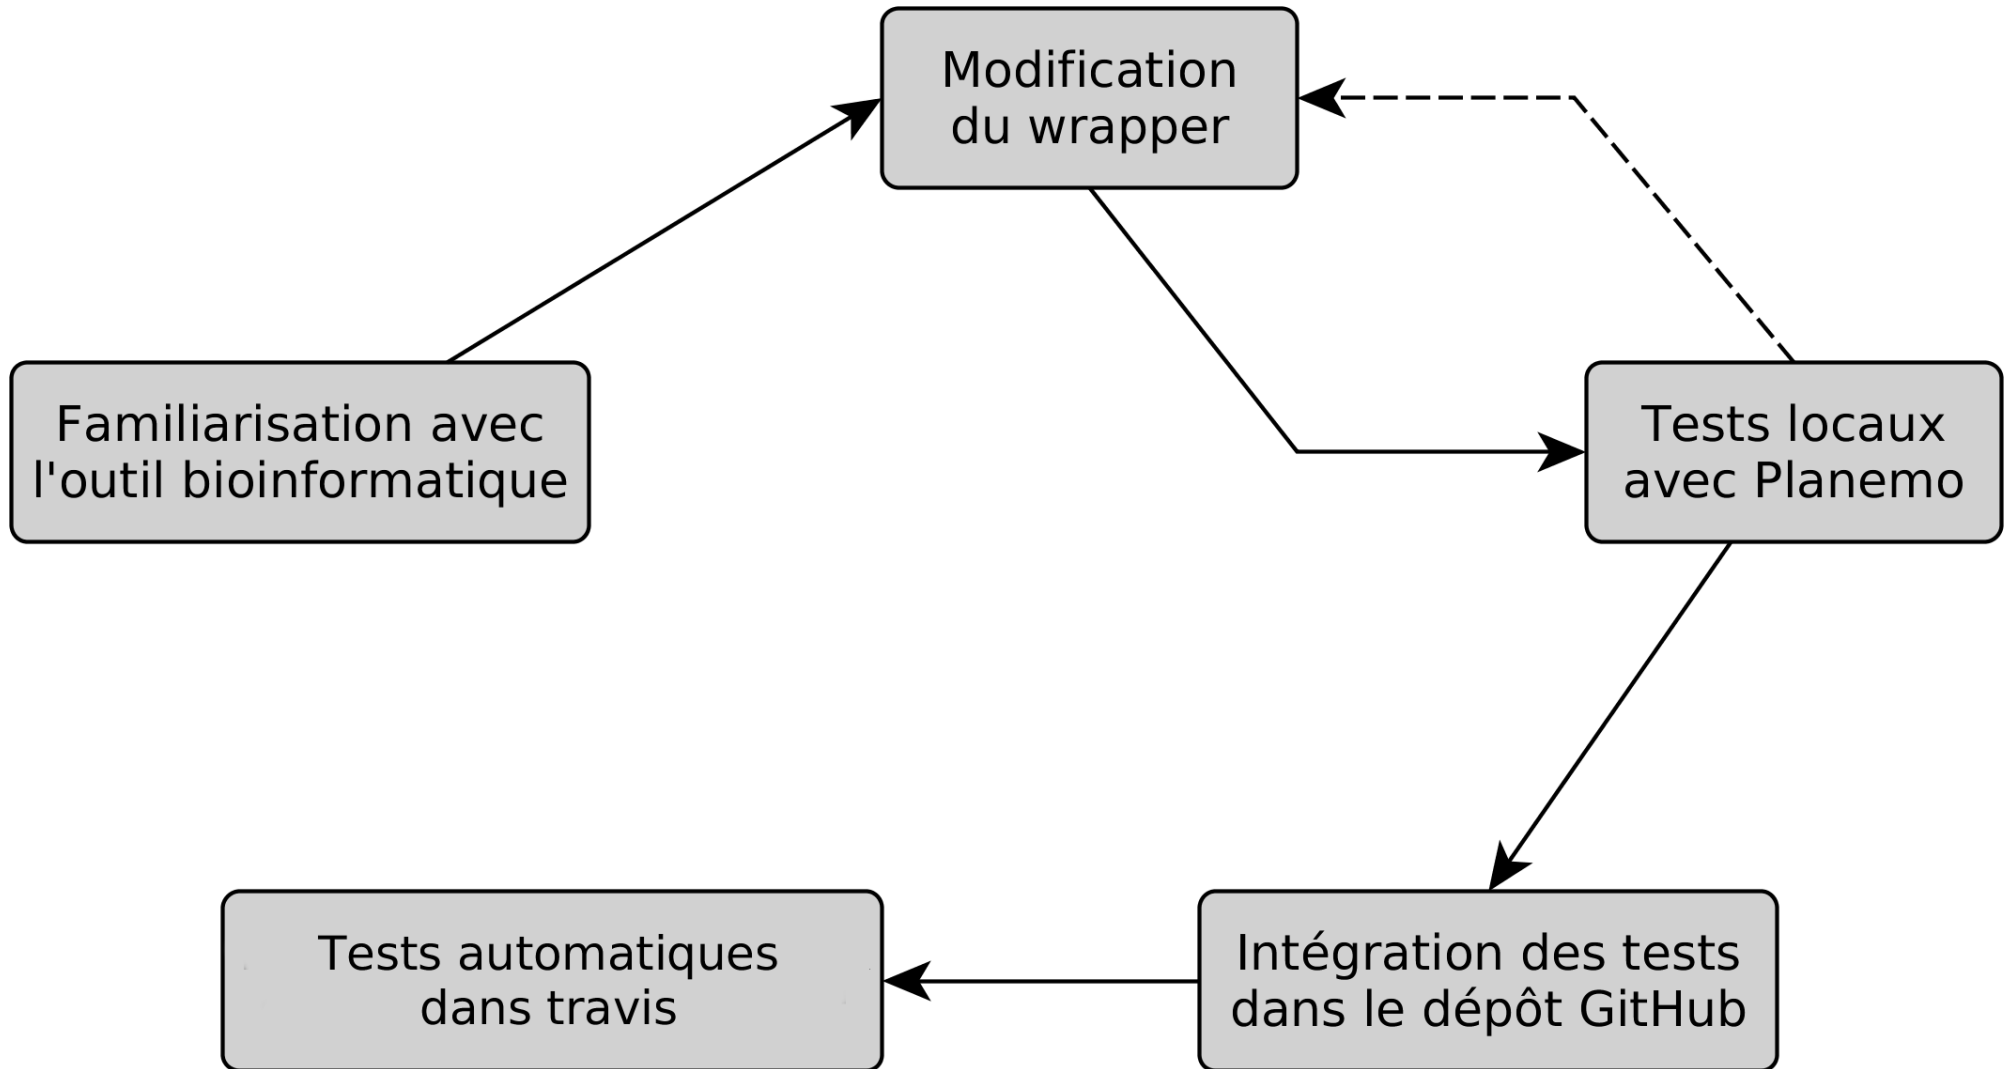 Modification
du wrapper
Familiarisation avec
l'outil bioinformatique
Tests locaux
avec Planemo
Intégration des tests
dans le dépôt GitHub
Tests automatiques
dans travis